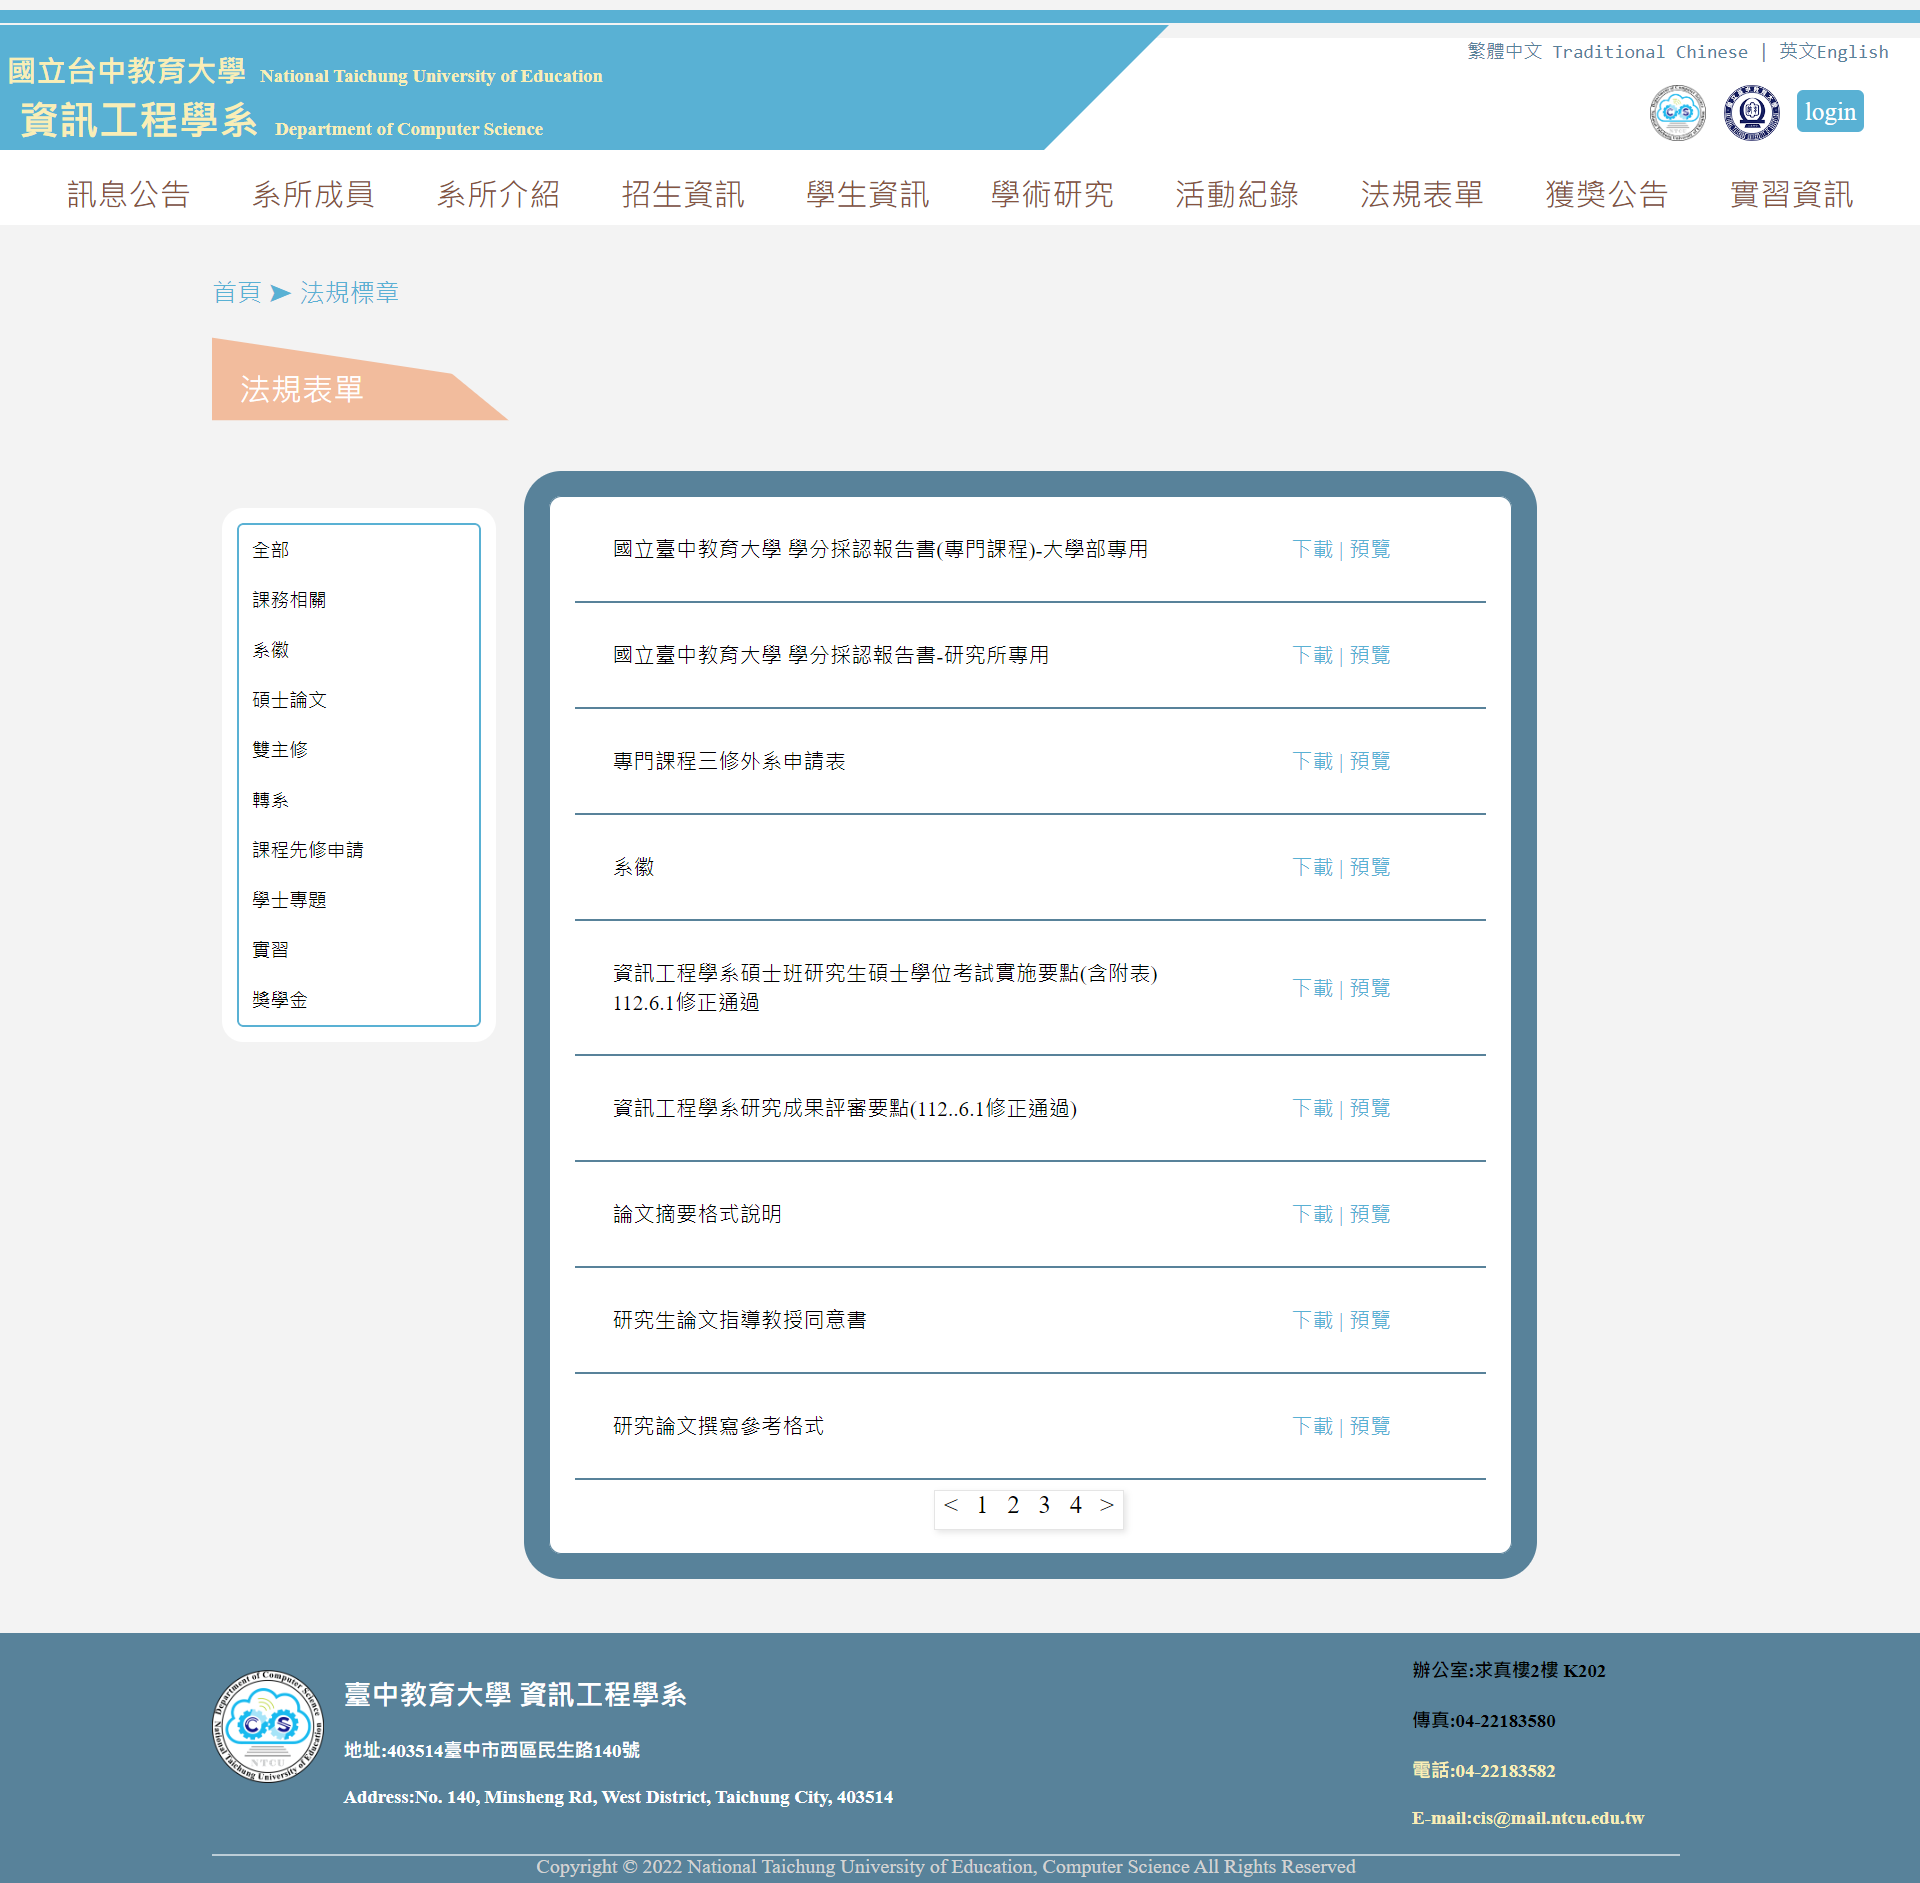 繁體中文 Traditional Chinese | 英文English
國立台中教育大學 National Taichung University of Education
資訊工程學系 Department of Computer Science
login
訊息公告 系所成員 系所介紹 招生資訊 學生資訊 學術研究 活動紀錄 法規表單 獲獎公告 實習資訊
首頁 ➤ 法規標章
法規表單
全部
課務相關
系徽
碩士論文
雙主修
轉系
課程先修申請
學士專題
實習
獎學金
國立臺中教育大學 學分採認報告書(專門課程)-大學部專用 下載 | 預覽
國立臺中教育大學 學分採認報告書-研究所專用 下載 | 預覽
專門課程三修外系申請表 下載 | 預覽
系徽 下載 | 預覽
資訊工程學系碩士班研究生碩士學位考試實施要點(含附表)
112.6.1修正通過 下載 | 預覽
資訊工程學系研究成果評審要點(112..6.1修正通過) 下載 | 預覽
論文摘要格式說明 下載 | 預覽
研究生論文指導教授同意書 下載 | 預覽
研究論文撰寫參考格式 下載 | 預覽
< 1 2 3 4 >
Department of Computer Science
CS
NTCU
National Taichung University of Education
臺中教育大學 資訊工程學系
地址:403514臺中市西區民生路140號
Address:No. 140, Minsheng Rd, West District, Taichung City, 403514
辦公室:求真樓2樓 K202
傳真:04-22183580
電話:04-22183582
E-mail:cis@mail.ntcu.edu.tw
Copyright © 2022 National Taichung University of Education, Computer Science All Rights Reserved